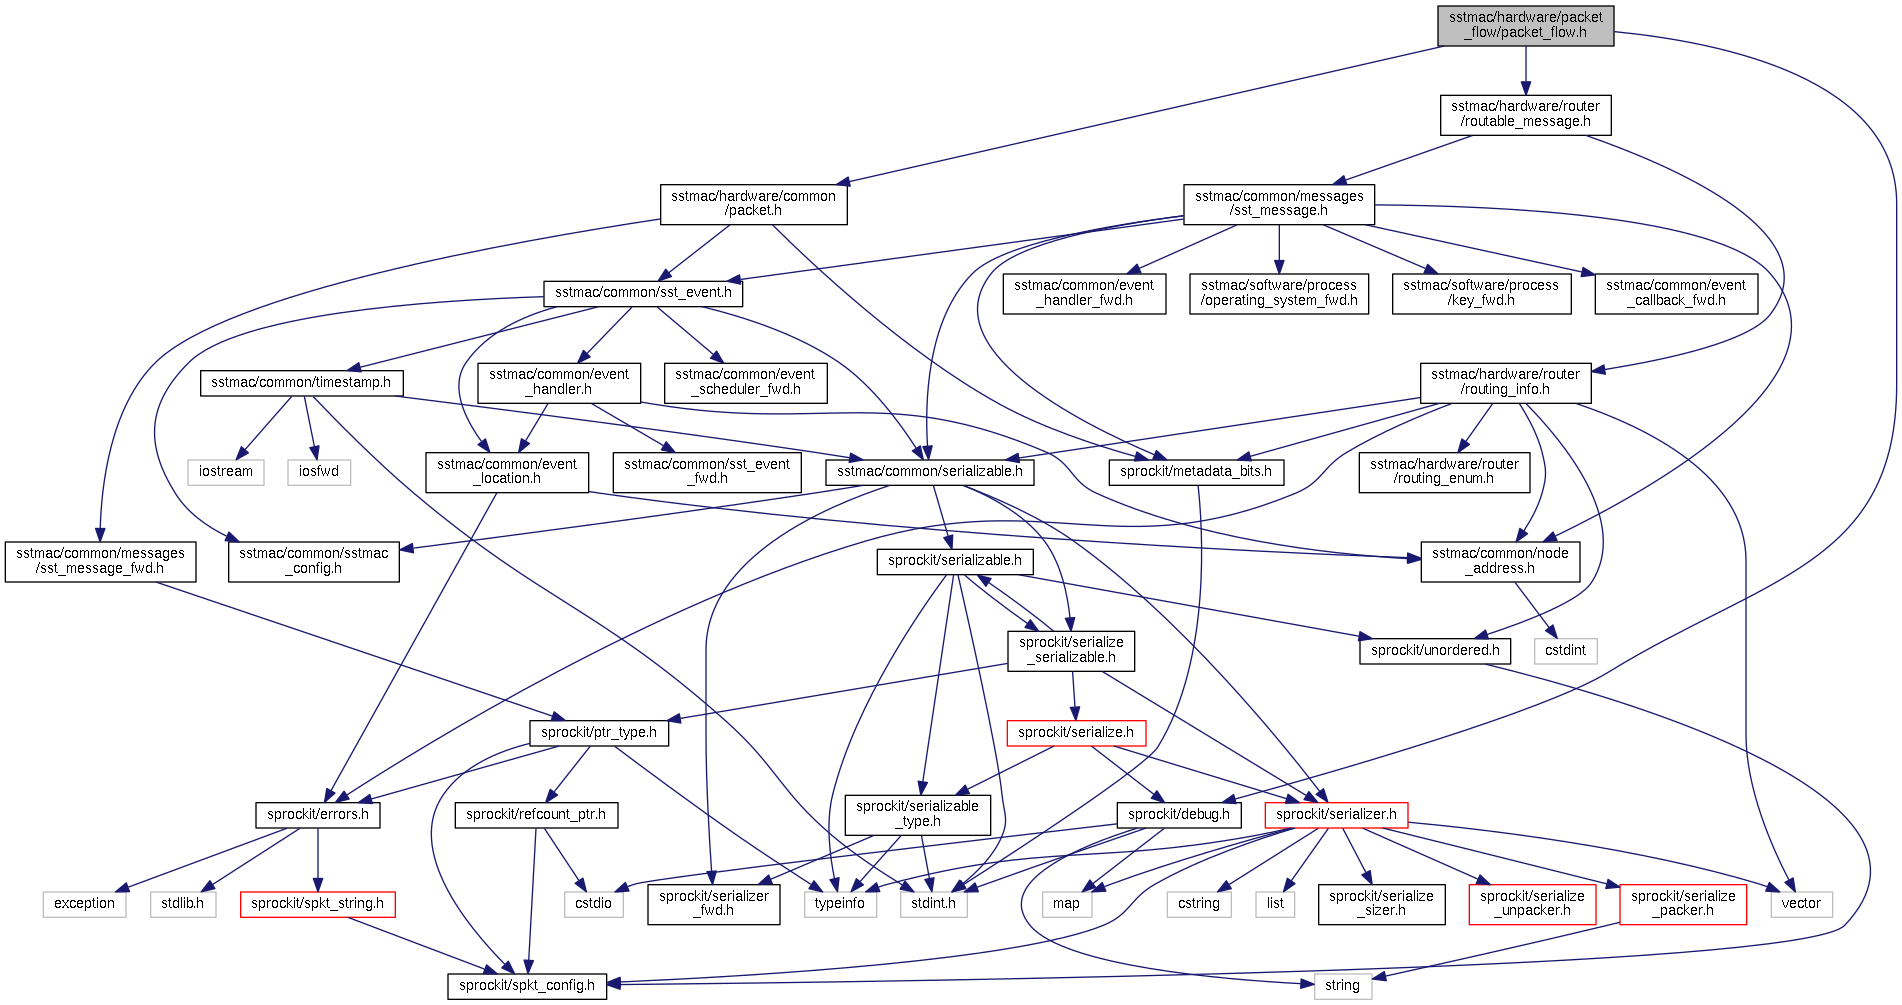 sstmac/hardware/packet
_flow/packet_flow.h
sstmac/hardware/router
/routable_message.h
sstmac/hardware/common
/packet.h
sstmac/common/messages
/sst_message.h
sstmac/common/sst_event.h
sstmac/common/event
_handler_fwd.h
sstmac/software/process
/operating_system_fwd.h
sstmac/software/process
/key_fwd.h
sstmac/common/event
_callback_fwd.h
sstmac/common/timestamp.h
sstmac/common/event
_handler.h
sstmac/common/event
_scheduler_fwd.h
sstmac/hardware/router
/routing_info.h
iostream
iosfwd
sstmac/common/event
_location.h
sstmac/common/sst_event
_fwd.h
sstmac/common/serializable.h
sprockit/metadata_bits.h
sstmac/hardware/router
/routing_enum.h
sstmac/common/messages
/sst_message_fwd.h
sstmac/common/sstmac
_config.h
sprockit/serializable.h
sstmac/common/node
_address.h
sprockit/serialize
_serializable.h
sprockit/unordered.h
cstdint
sprockit/ptr_type.h
sprockit/serialize.h
sprockit/errors.h
sprockit/refcount_ptr.h
sprockit/serializable
_type.h
sprockit/debug.h
sprockit/serializer.h
exception
stdlib.h
sprockit/spkt_string.h
cstdio
sprockit/serializer
_fwd.h
typeinfo
stdint.h
map
cstring
list
sprockit/serialize
_sizer.h
sprockit/serialize
_unpacker.h
sprockit/serialize
_packer.h
vector
sprockit/spkt_config.h
string